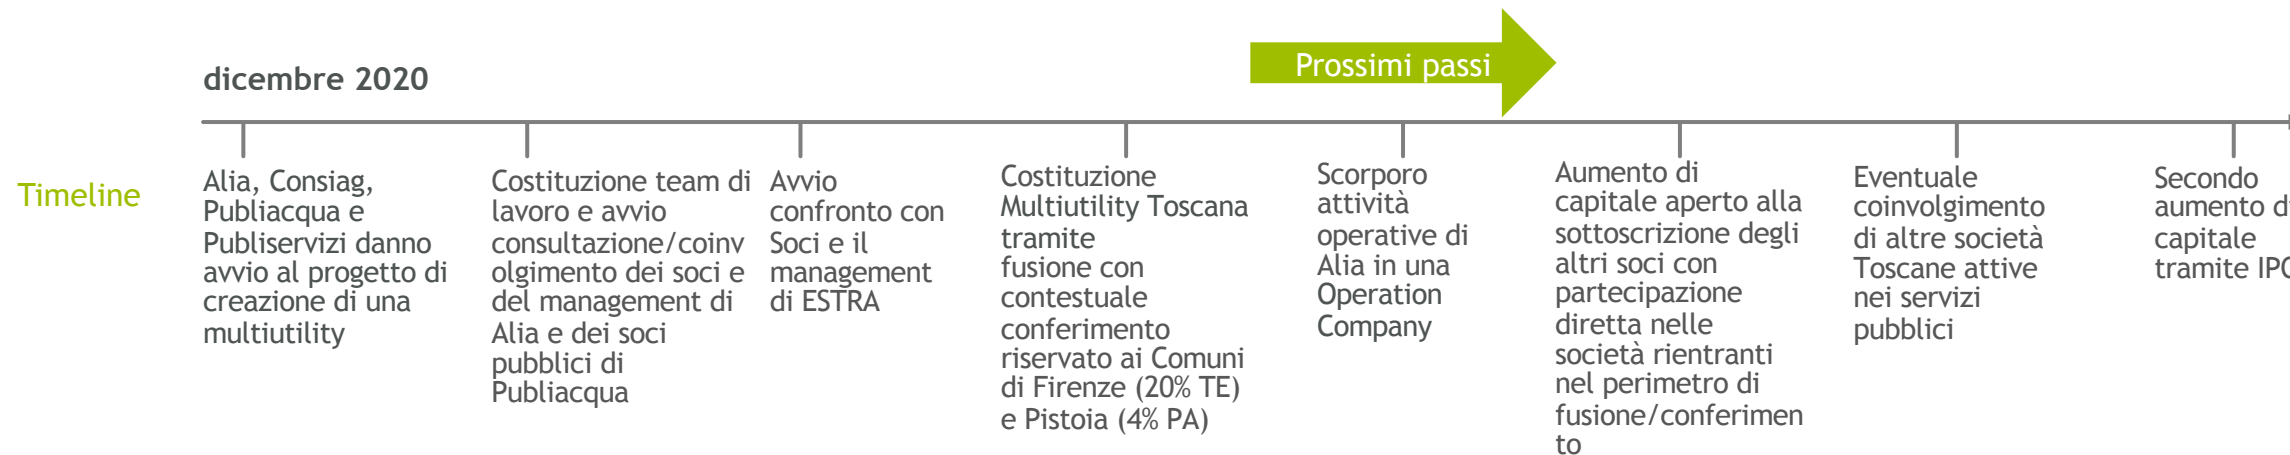 Prossimi passi
dicembre 2020
Timeline
Alia, Consiag,
Publiacqua e
Publiservizi danno
avvio al progetto di
creazione di una
multiutility
Costituzione team di
lavoro e avvio
consultazione/coinv
olgimento dei soci e
del management di
Alia e dei soci
pubblici di
Publiacqua
Avvio
confronto con
Soci e il
management
di ESTRA
Costituzione
Multiutility Toscana
tramite
fusione con
contestuale
conferimento
riservato ai Comuni
di Firenze (20% TE)
e Pistoia (4% PA)
Scorporo
attività
operative di
Alia in una
Operation
Company
Aumento di
capitale aperto alla
sottoscrizione degli
altri soci con
partecipazione
diretta nelle
società rientranti
nel perimetro di
fusione/conferimen
to
Eventuale
coinvolgimento
di altre società
Toscane attive
nei servizi
pubblici
Secondo
aumento di
capitale
tramite IPO